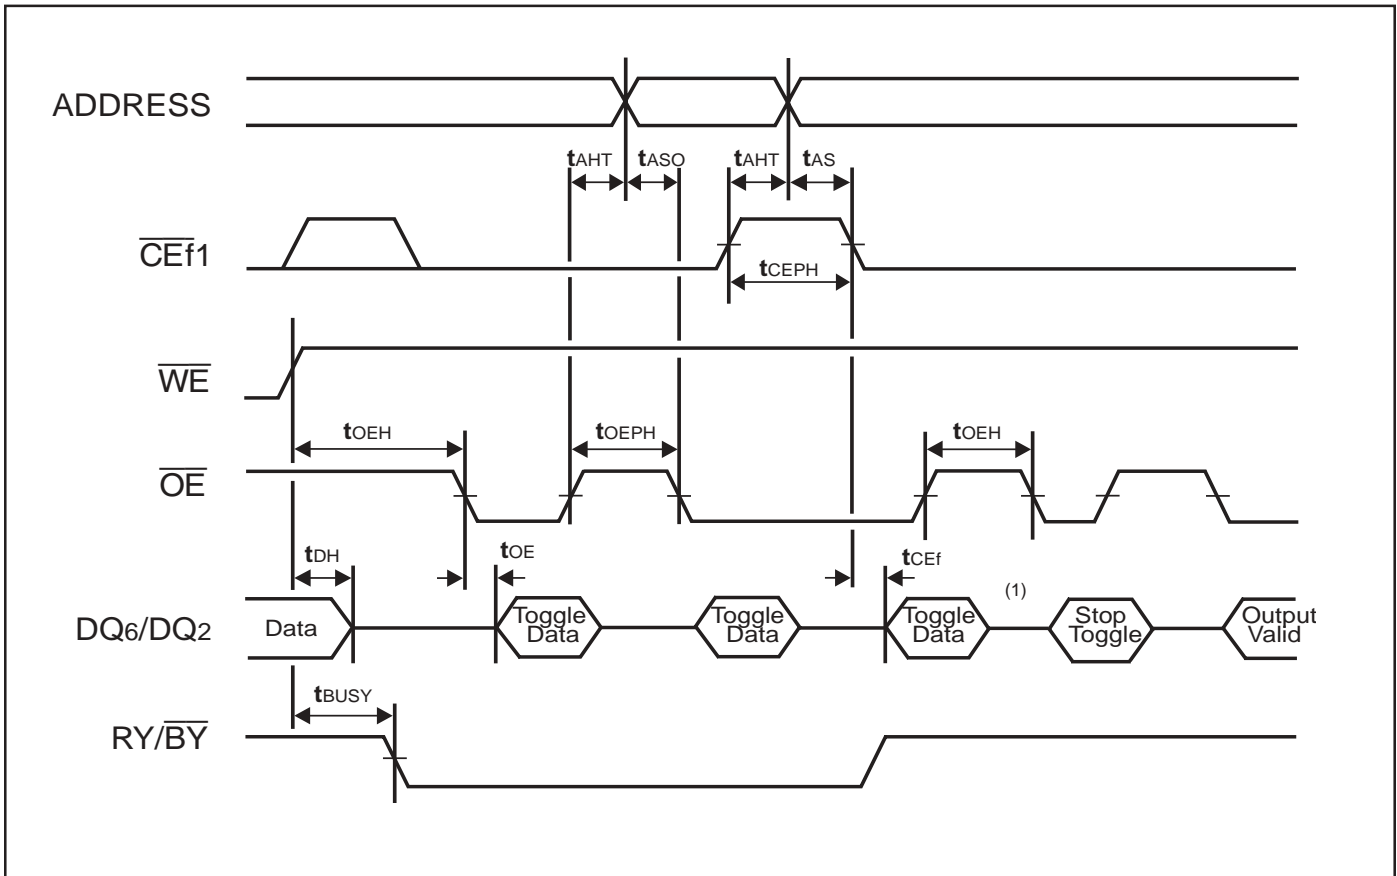 ADDRESS
tAHT tASO tAHT tAS
CEf1
tCEPH
WE
tOEH tOEPH tOEH
OE
tDH tOE tCEf
(1)
DQ6/DQ2 Data Toggle Data Toggle Data Toggle Data Stop Toggle Output Valid
tBUSY
RY/BY